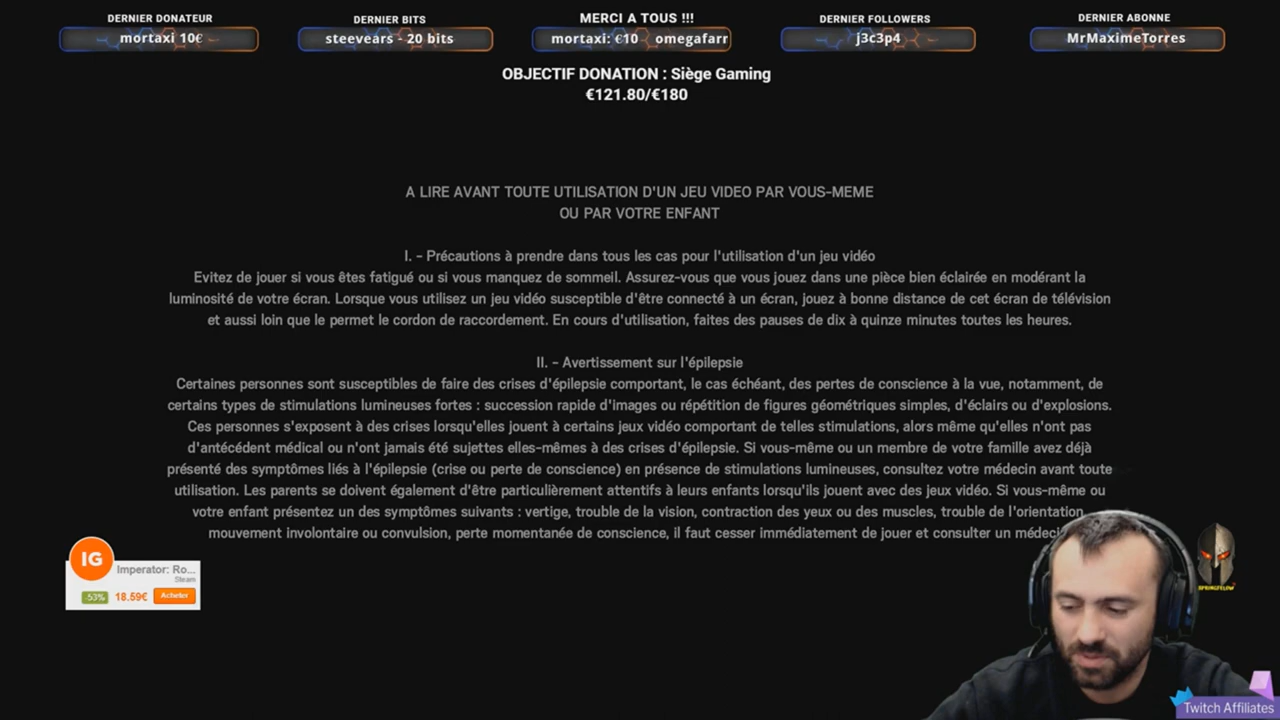 DERNIER DONATEUR
mortaxi 10€
DERNIER BITS
steevears - 20 bits
MERCI A TOUS !!!
mortaxi: €10 omegafarr
DERNIER FOLLOWERS
j3c3p4
DERNIER ABONNE
MrMaximeTorres
OBJECTIF DONATION : Siège Gaming
€121.80/€180
A LIRE AVANT TOUTE UTILISATION D'UN JEU VIDEO PAR VOUS-MEME
OU PAR VOTRE ENFANT
I. - Précautions à prendre dans tous les cas pour l'utilisation d'un jeu vidéo
Evitez de jouer si vous êtes fatigué ou si vous manquez de sommeil. Assurez-vous que vous jouez dans une pièce bien éclairée en modérant la
luminosité de votre écran. Lorsque vous utilisez un jeu vidéo susceptible d'être connecté à un écran, jouez à bonne distance de cet écran de télévision
et aussi loin que le permet le cordon de raccordement. En cours d'utilisation, faites des pauses de dix à quinze minutes toutes les heures.
II. - Avertissement sur l'épilepsie
Certaines personnes sont susceptibles de faire des crises d'épilepsie comportant, le cas échéant, des pertes de conscience à la vue, notamment, de
certains types de stimulations lumineuses fortes : succession rapide d'images ou répétition de figures géométriques simples, d'éclairs ou d'explosions.
Ces personnes s'exposent à des crises lorsqu'elles jouent à certains jeux vidéo comportant de telles stimulations, alors même qu'elles n'ont pas
d'antécédent médical ou n'ont jamais été sujettes elles-mêmes à des crises d'épilepsie. Si vous-même ou un membre de votre famille avez déjà
présenté des symptômes liés à l'épilepsie (crise ou perte de conscience) en présence de stimulations lumineuses, consultez votre médecin avant toute
utilisation. Les parents se doivent également d'être particulièrement attentifs à leurs enfants lorsqu'ils jouent avec des jeux vidéo. Si vous-même ou
votre enfant présentez un des symptômes suivants : vertige, trouble de la vision, contraction des yeux ou des muscles, trouble de l'orientation,
mouvement involontaire ou convulsion, perte momentanée de conscience, il faut cesser immédiatement de jouer et consulter un médeci
IG
Imperator: Ro...
Steam
-53% 18.59€ Acheter
Twitch Affiliates